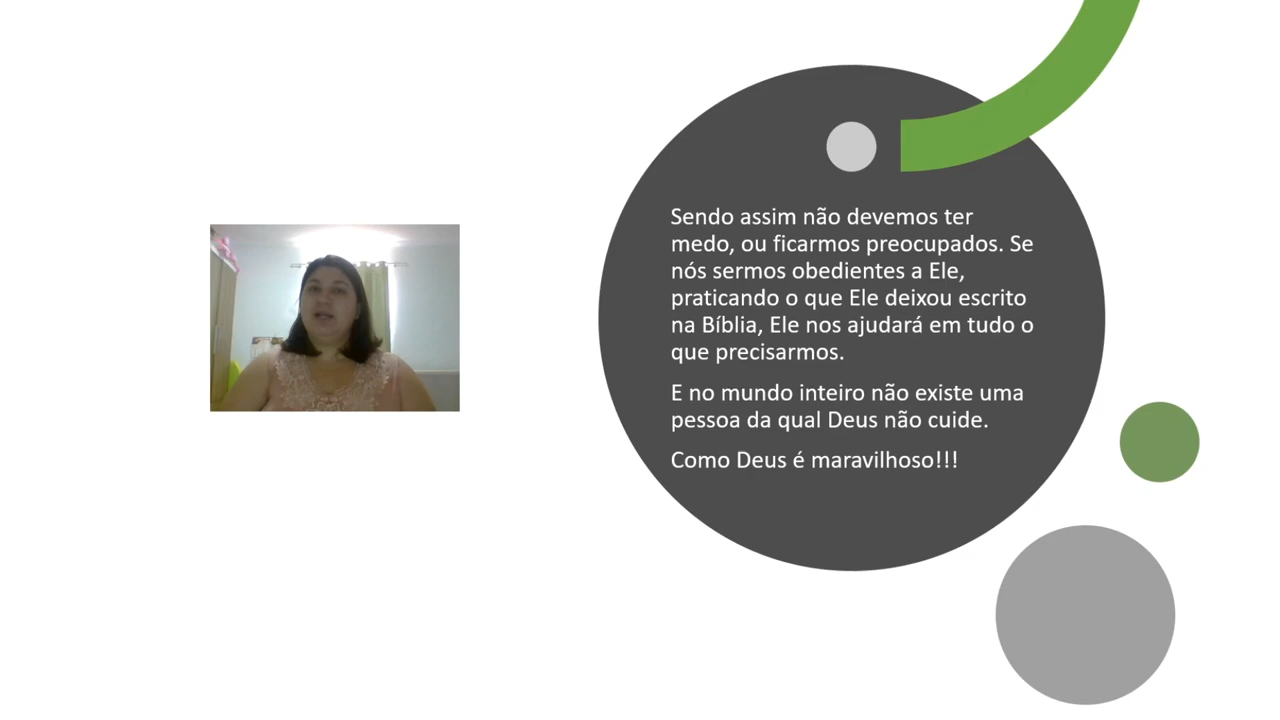 Sendo assim não devemos ter
medo, ou ficarmos preocupados. Se
nós sermos obedientes a Ele,
praticando o que Ele deixou escrito
na Bíblia, Ele nos ajudará em tudo o
que precisarmos.
E no mundo inteiro não existe uma
pessoa da qual Deus não cuide.
Como Deus é maravilhoso!!!